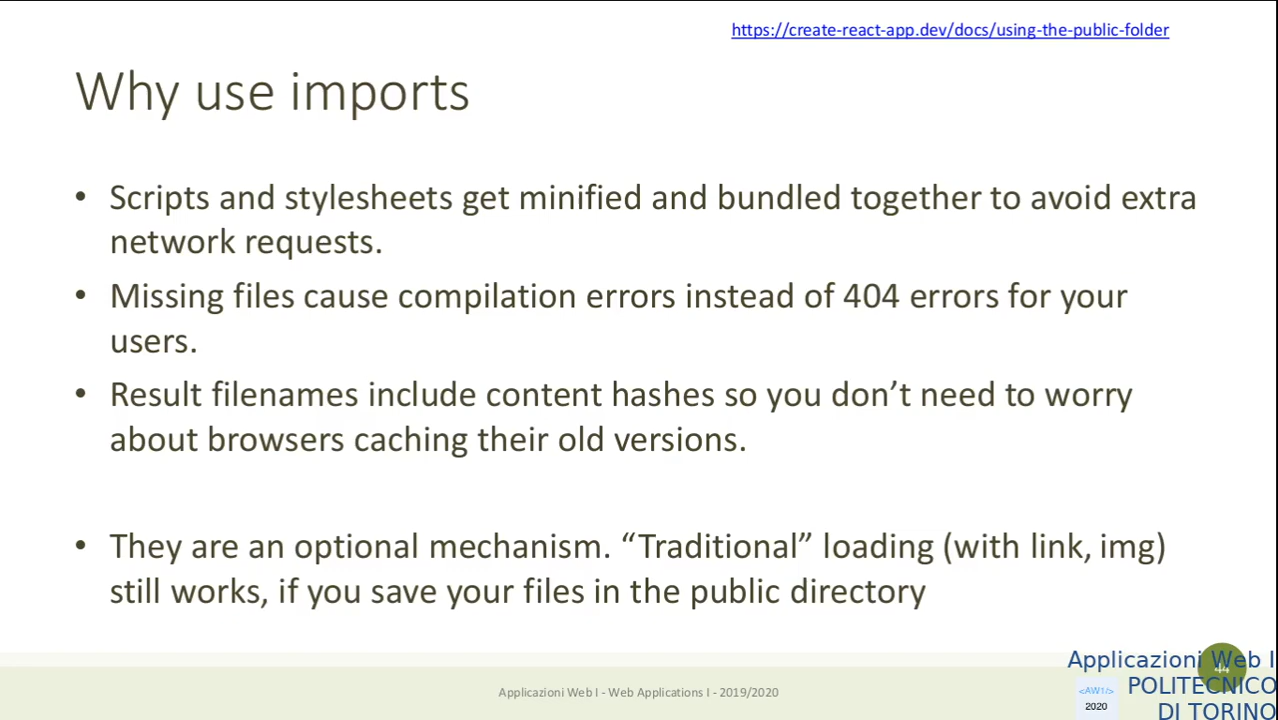 https://create-react-app.dev/docs/using-the-public-folder
Why use imports
• Scripts and stylesheets get minified and bundled together to avoid extra
network requests.
• Missing files cause compilation errors instead of 404 errors for your
users.
• Result filenames include content hashes so you don’t need to worry
about browsers caching their old versions.
• They are an optional mechanism. “Traditional” loading (with link, img)
still works, if you save your files in the public directory
Applicazioni Web I - Web Applications I - 2019/2020
Applicazioni Web I
44
POLITECNICO
DI TORINO
<AW1/>
2020